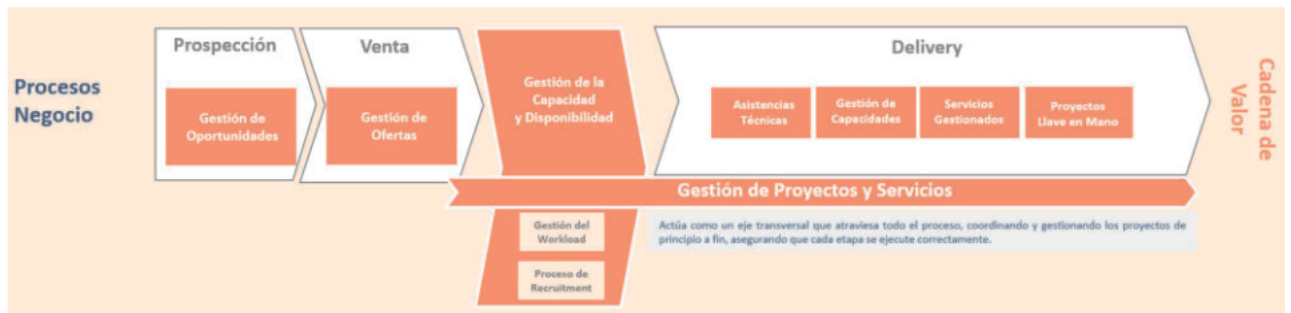 Procesos
Negocio
Prospección
Gestión de
Oportunidades
Venta
Gestión de
Ofertas
Gestión de la
Capacidad
y Disponibilidad
Delivery
Asistencias
Técnicas
Gestión de
Capacidades
Servicios
Gestionados
Proyectos
Llave en Mano
Cadena de
Valor
Gestión de Proyectos y Servicios
Gestión del
Workload
Proceso de
Recruitment
Actúa como un eje transversal que atraviesa todo el proceso, coordinando y gestionando los proyectos de
principio a fin, asegurando que cada etapa se ejecute correctamente.